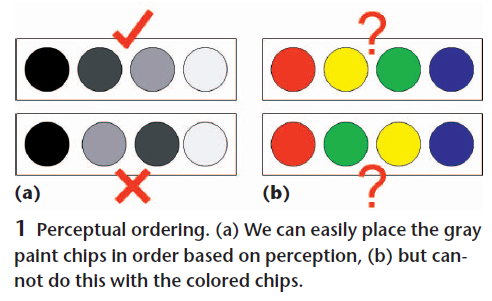 (a)
(b)
1 Perceptual ordering. (a) We can easily place the gray
paint chips in order based on perception, (b) but can-
not do this with the colored chips.